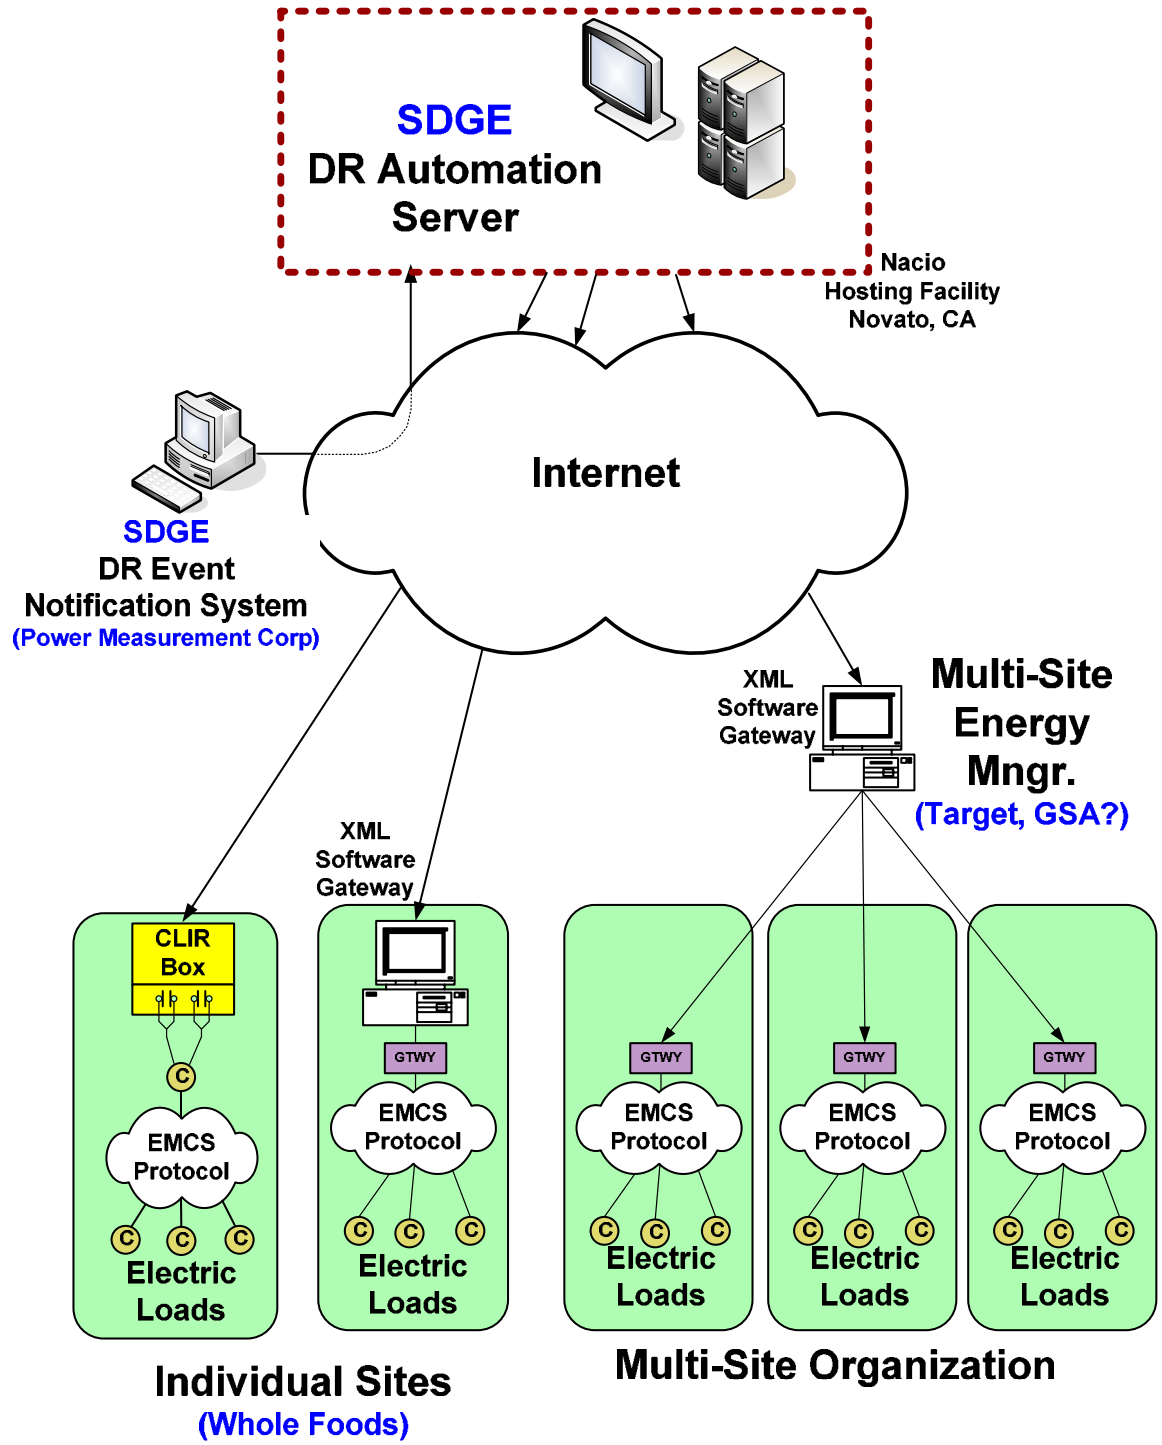 SDGE
DR Automation
Server
Nacio
Hosting Facility
Novato, CA
Internet
SDGE
DR Event
Notification System
(Power Measurement Corp)
XML
Software
Gateway
Multi-Site
Energy
Mngr.
(Target, GSA?)
XML
Software
Gateway
CLIR
Box
C
EMCS
Protocol
C
C
C
Electric
Loads
GTWY
EMCS
Protocol
C
C
C
Electric
Loads
GTWY
EMCS
Protocol
C
C
C
Electric
Loads
GTWY
EMCS
Protocol
C
C
C
Electric
Loads
GTWY
EMCS
Protocol
C
C
C
Electric
Loads
Individual Sites
(Whole Foods)
Multi-Site Organization